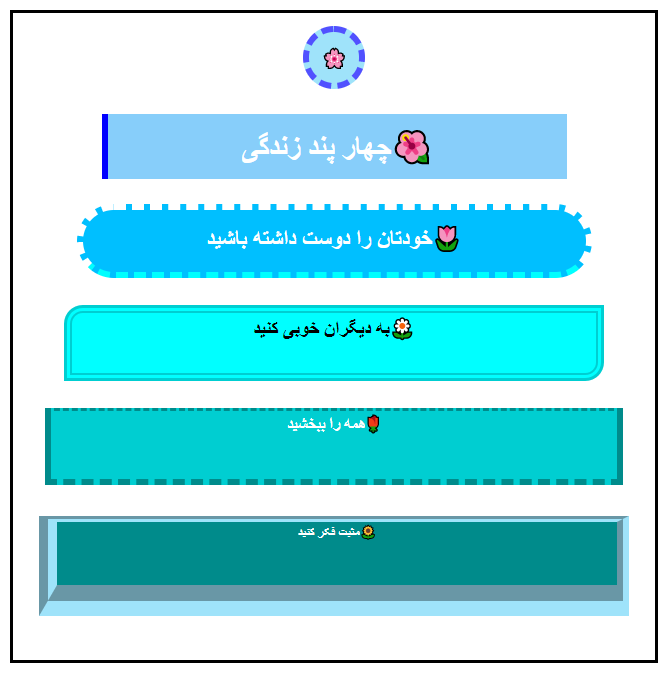 🌸
🌺چهار پند زندگی
🌷خودتان را دوست داشته باشید
🌼به دیگران خوبی کنید
🌹همه را ببخشید
🌻مثبت فکر کنید